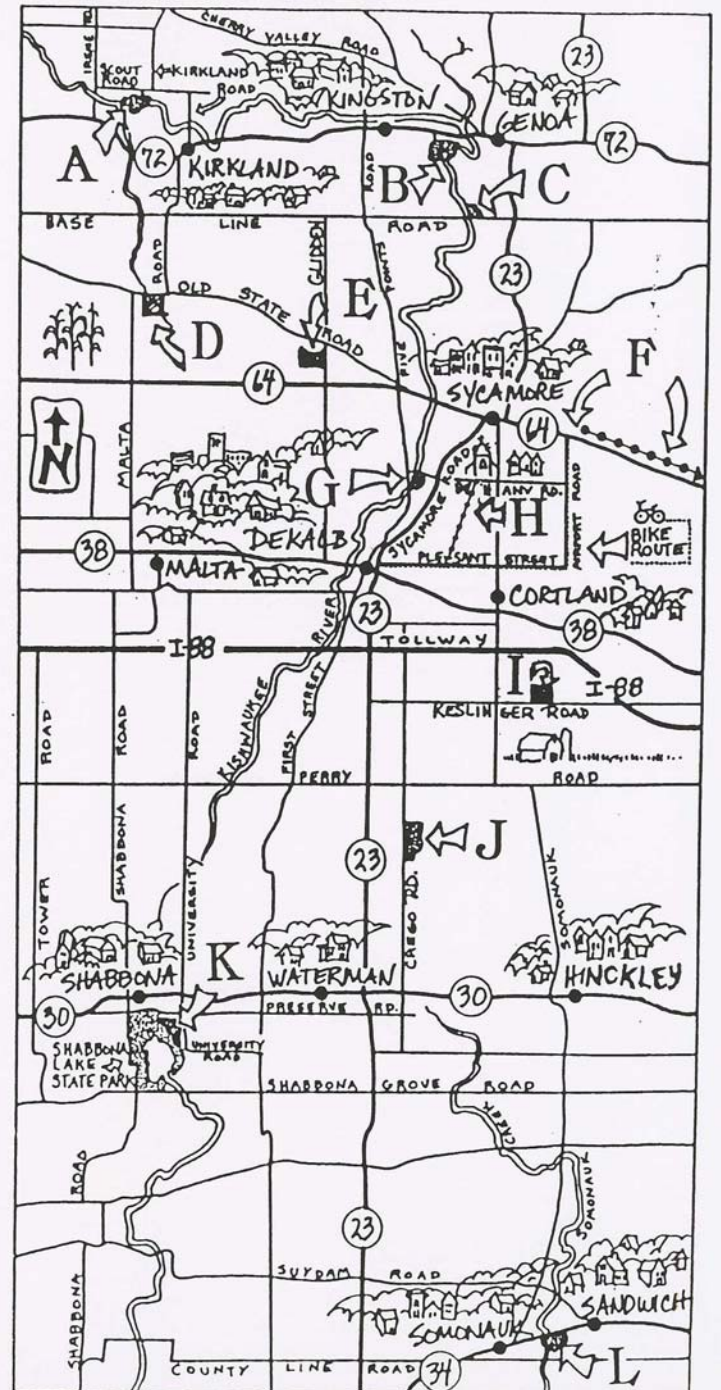 CHERRY VALLEY ROAD
IRENE RD.
23
SCOUT ROAD
KIRKLAND ROAD
KINGSTON
GENOA
A
72
KIRKLAND
B
C
72
ROAD
BASE LINE ROAD
ROAD
GLIDDEN
23
OLD STATE ROAD
E
FIVE POINTS
D
F
64
SYCAMORE
64
N
MALTA
G
SYCAMORE ROAD
ANY RD.
H
AIRPORT ROAD
BIKE ROUTE
DEKALB
PLEASANT STREET
38
MALTA
23
CORTLAND
38
TOLLWAY
I-88
I
I-88
KISHWAUKEE RIVER
FIRST STREET
KESLINGER ROAD
ROAD
ROAD
ROAD
PERRY ROAD
SHABBONA
UNIVERSITY
TOWER
23
CREGO RD.
J
SOMONAUK
K
SHABBONA
WATERMAN
HINCKLEY
30
30
PRESERVE RD.
SHABBONA LAKE STATE PARK
UNIVERSITY ROAD
SHABBONA GROVE ROAD
CREEK
SOMONAUK
ROAD
23
SUYDAM ROAD
SANDWICH
SOMONAUK
SHABBONA
COUNTY LINE ROAD
34
L